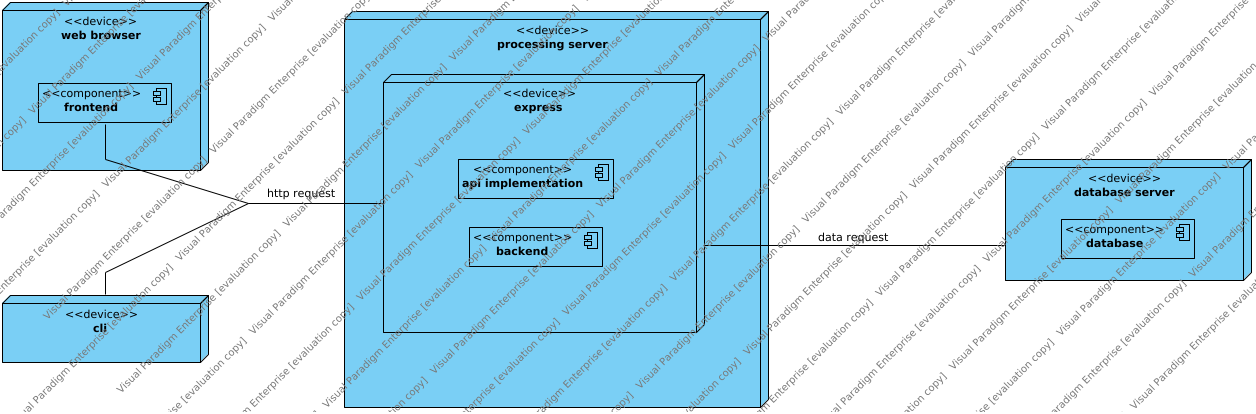 <<device>>
web browser
<<component>>
frontend
<<device>>
cli
http request
<<device>>
processing server
<<device>>
express
<<component>>
api implementation
<<component>>
backend
data request
<<device>>
database server
<<component>>
database
Visual Paradigm Enterprise [evaluation copy]